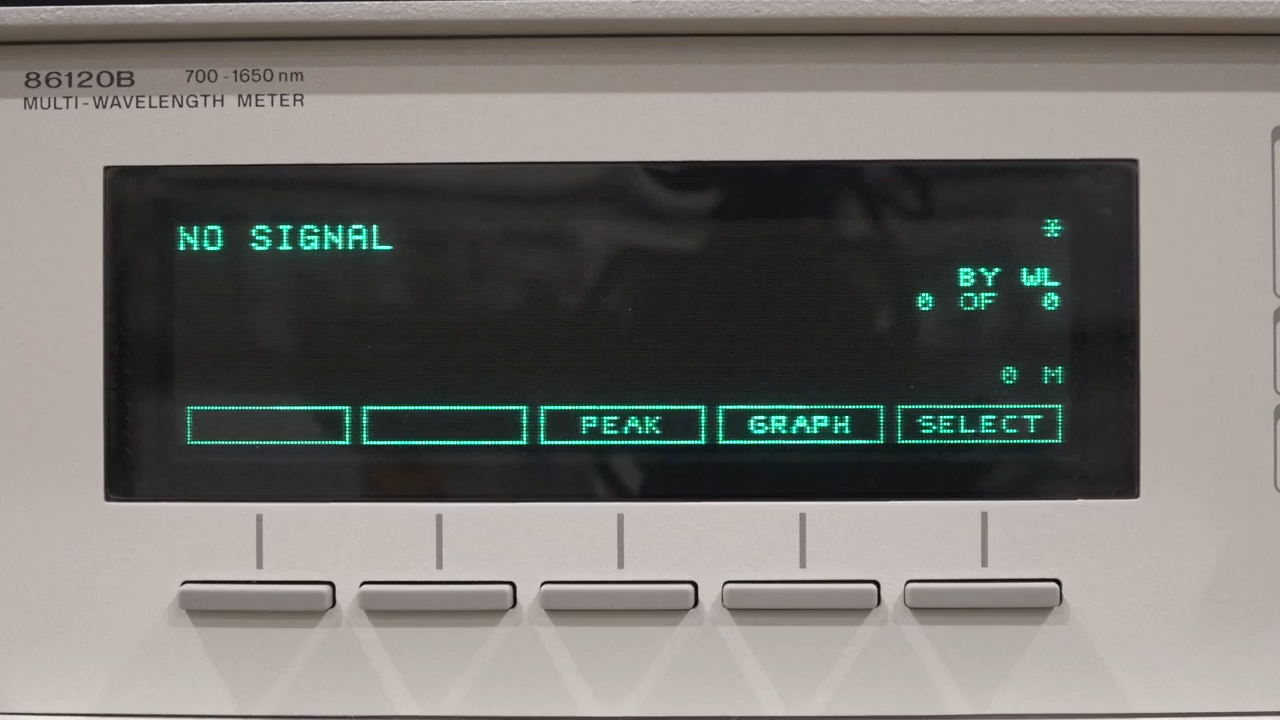 86120B 700-1650 nm
MULTI-WAVELENGTH METER
NO SIGNAL *
BY WL
0 OF 0
0 M
PEAK GRAPH SELECT